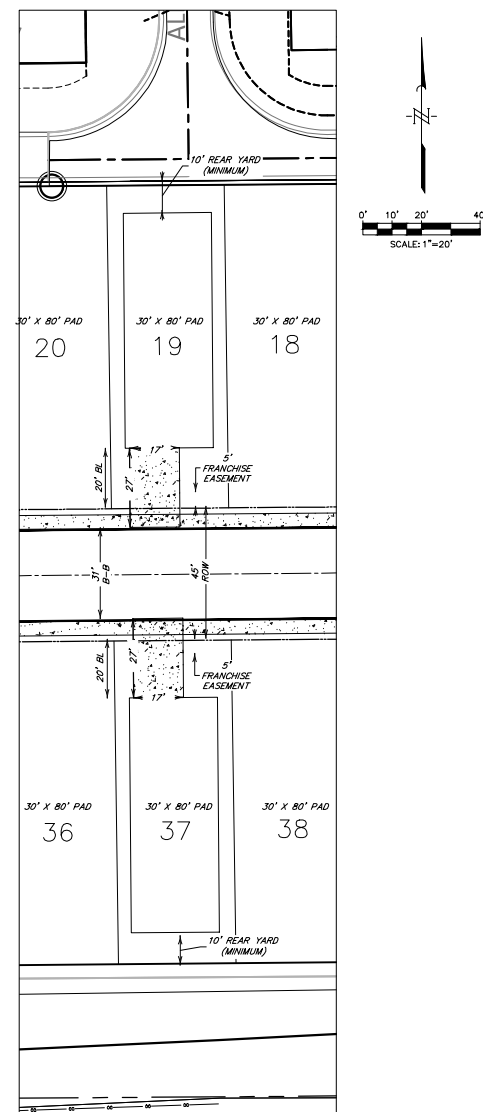 AL
N
10' REAR YARD
(MINIMUM)
0' 10' 20' 40
SCALE: 1"=20'
30' X 80' PAD
20
30' X 80' PAD
19
30' X 80' PAD
18
20' BL
27'
17'
5'
FRANCHISE
EASEMENT
31'
B-B
45'
ROW
20' BL
27'
17'
5'
FRANCHISE
EASEMENT
30' X 80' PAD
36
30' X 80' PAD
37
30' X 80' PAD
38
10' REAR YARD
(MINIMUM)